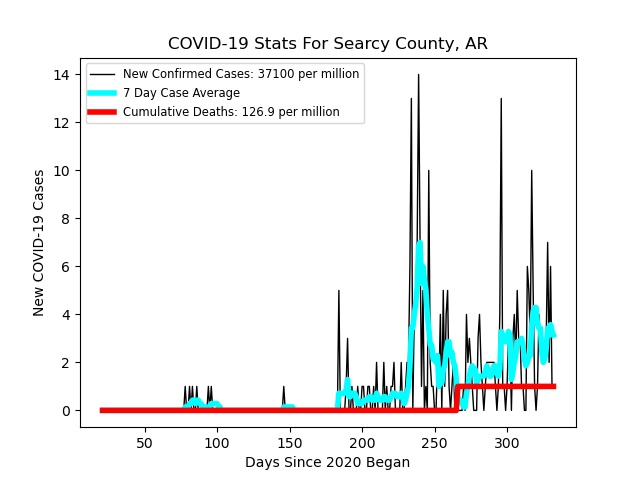 COVID-19 Stats For Searcy County, AR
New Confirmed Cases: 37100 per million
7 Day Case Average
Cumulative Deaths: 126.9 per million
New COVID-19 Cases
14
12
10
8
6
4
2
0
50 100 150 200 250 300
Days Since 2020 Began